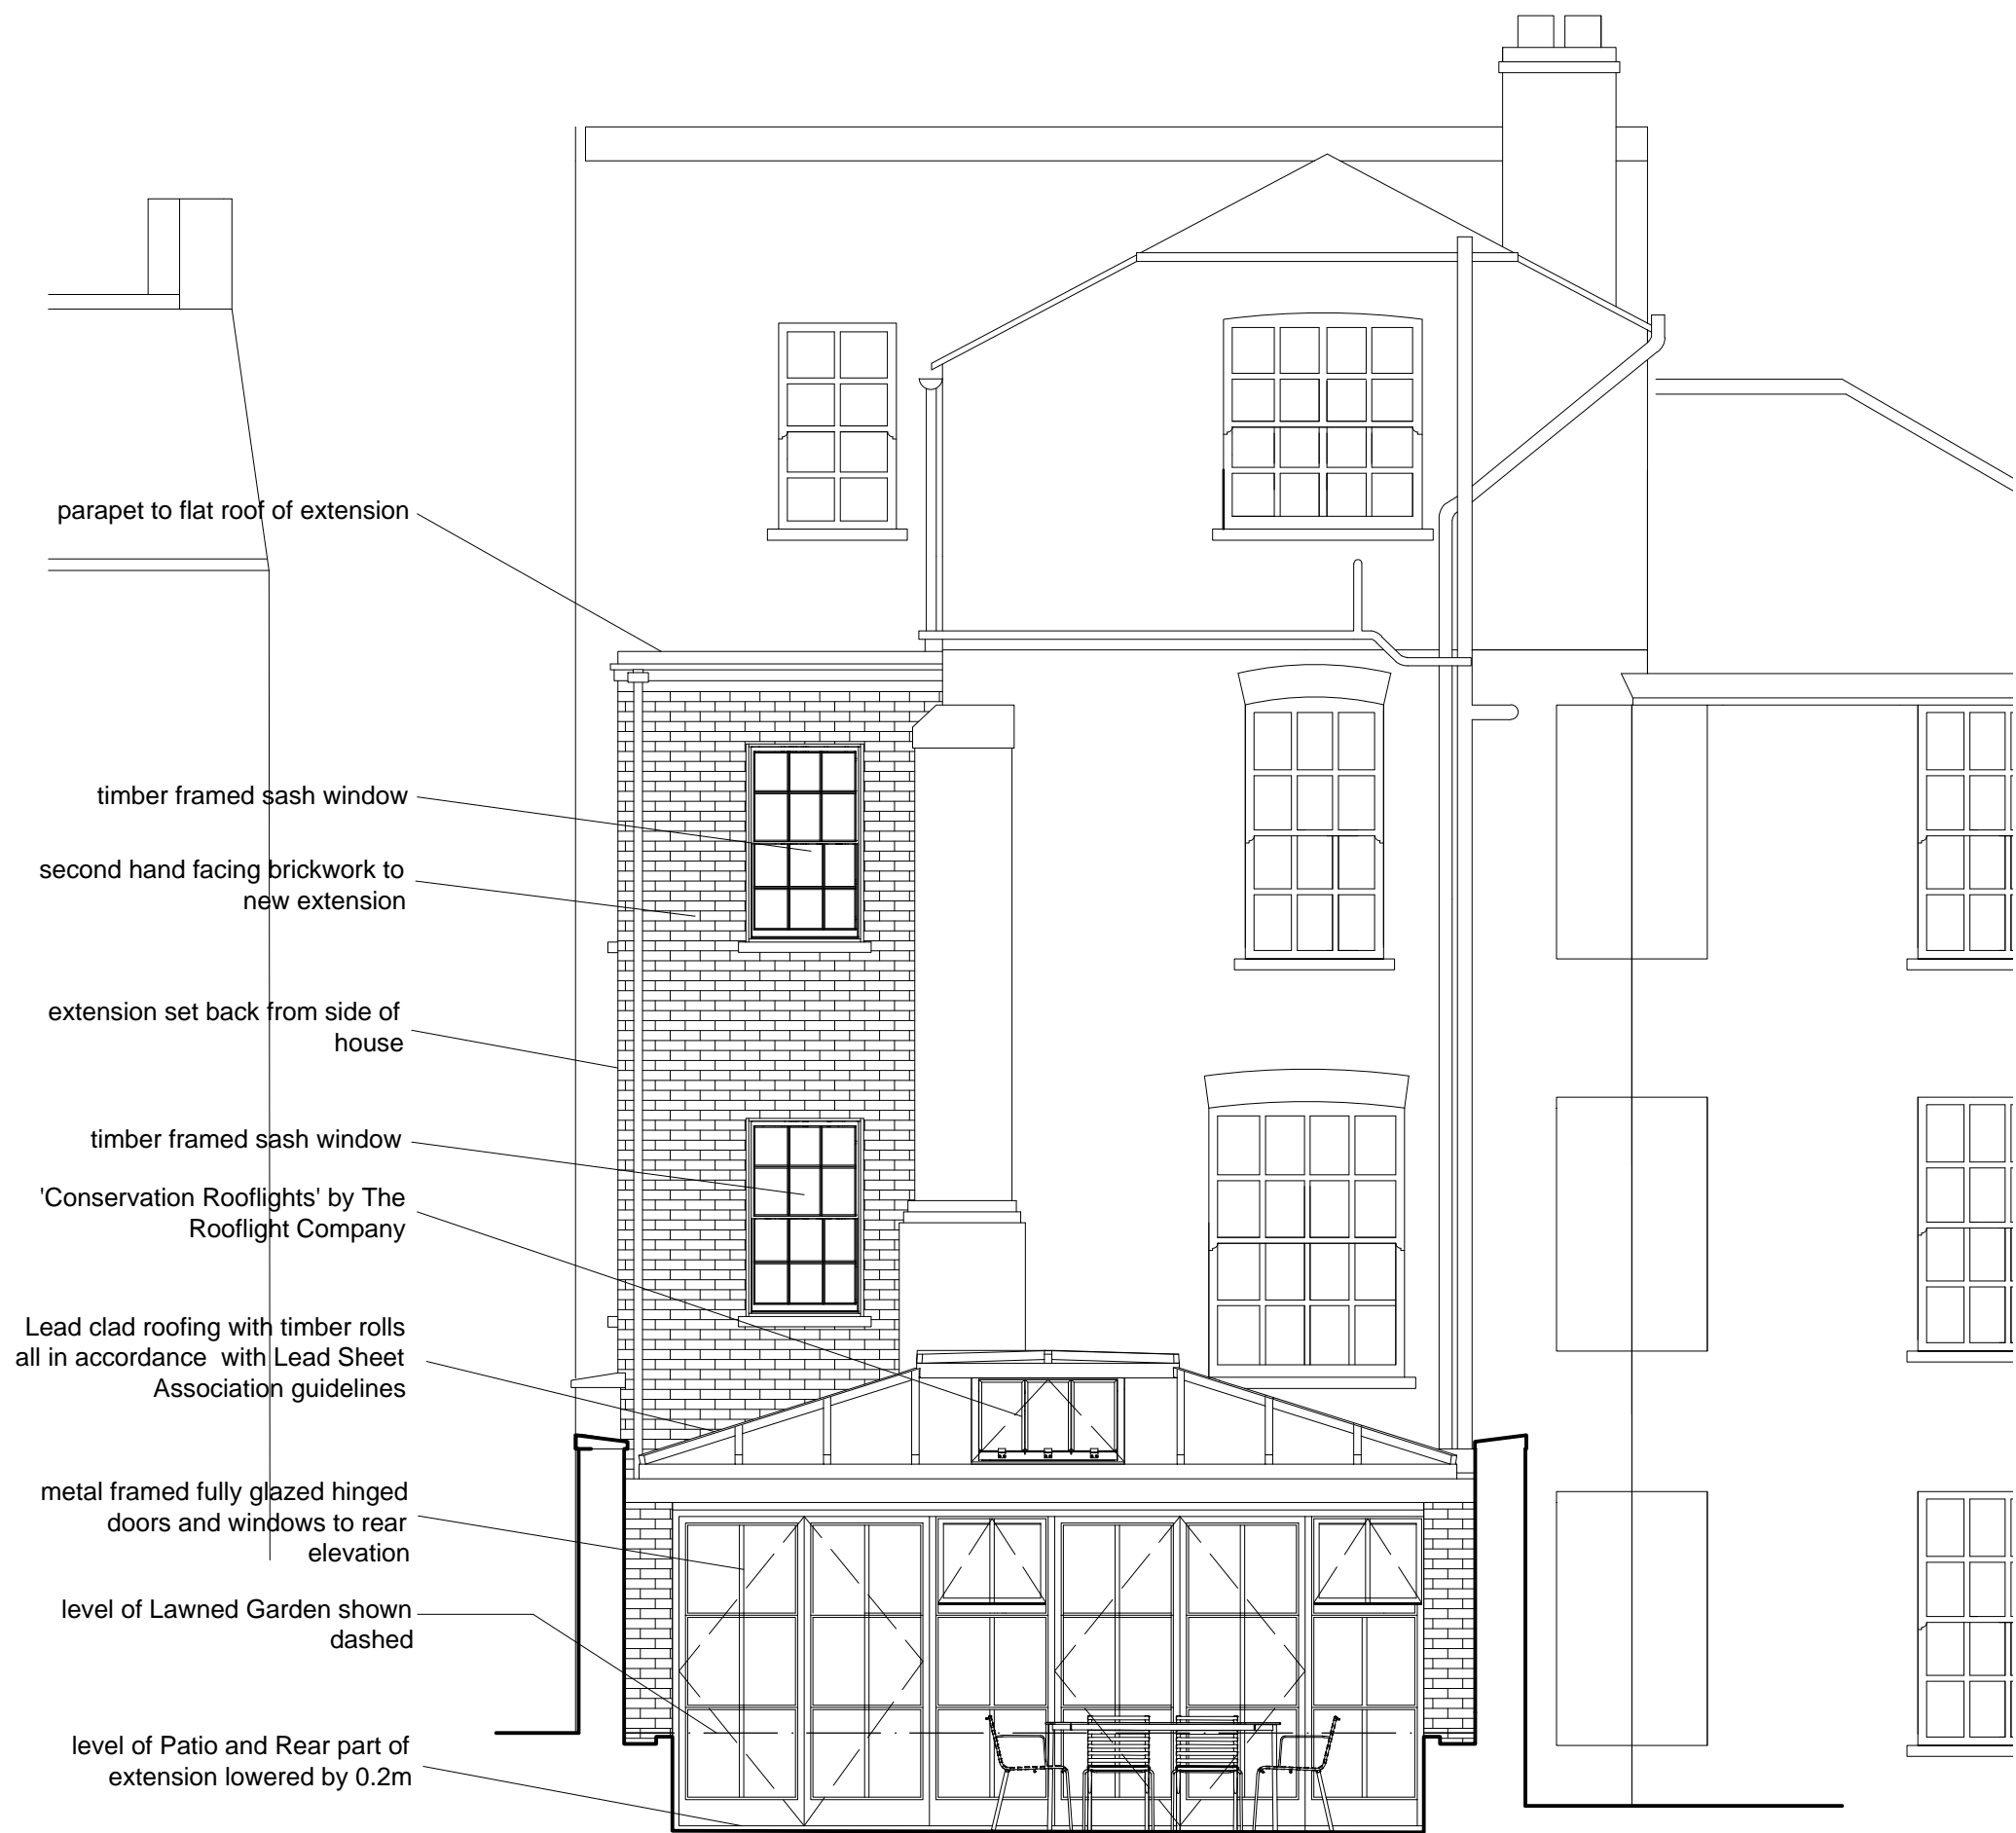 parapet to flat roof of extension
timber framed sash window
second hand facing brickwork to
new extension
extension set back from side of
house
timber framed sash window
'Conservation Rooflights' by The
Rooflight Company
Lead clad roofing with timber rolls
all in accordance  with Lead Sheet
Association guidelines
metal framed fully glazed hinged
doors and windows to rear
elevation
level of Lawned Garden shown
dashed
level of Patio and Rear part of
extension lowered by 0.2m